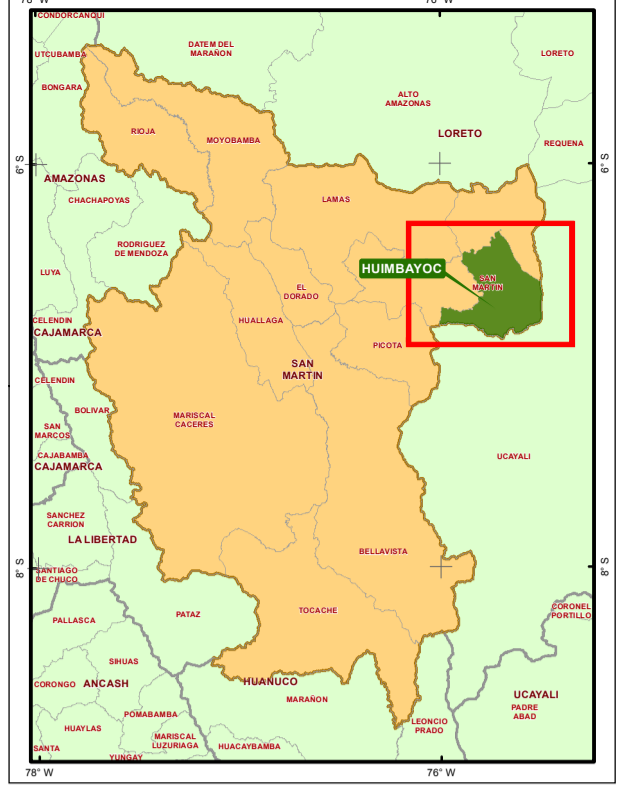 78° W
76° W
CONDORCANQUI
DATEM DEL
MARAÑON
UTCUBAMBA
LORETO
BONGARA
ALTO
AMAZONAS
RIOJA
MOYOBAMBA
LORETO
REQUENA
6° S
6° S
AMAZONAS
CHACHAPOYAS
LAMAS
RODRIGUEZ
DE MENDOZA
HUIMBAYOC
LUYA
SAN
MARTIN
EL
DORADO
CELENDIN
HUALLAGA
CAJAMARCA
PICOTA
SAN
MARTIN
CELENDIN
BOLIVAR
MARISCAL
CACERES
SAN
MARCOS
CAJABAMBA
UCAYALI
CAJAMARCA
SANCHEZ
CARRION
LA LIBERTAD
BELLAVISTA
8° S
8° S
SANTIAGO
DE CHUCO
CORONEL
PORTILLO
PALLASCA
PATAZ
TOCACHE
SIHUAS
CORONGO
ANCASH
HUANUCO
MARAÑON
UCAYALI
PADRE
ABAD
POMABAMBA
LEONCIO
PRADO
HUAYLAS
MARISCAL
LUZURIAGA
HUACAYBAMBA
SANTA
YUNGAY
78° W
76° W